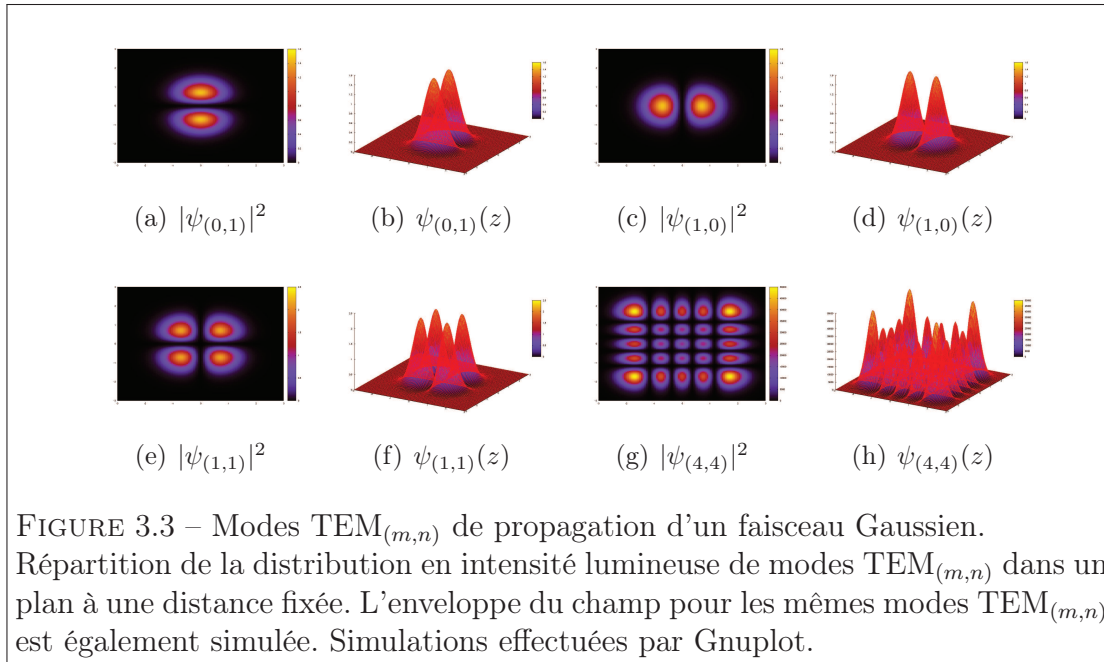 (a) |ψ(0,1)|² (b) ψ(0,1)(z) (c) |ψ(1,0)|² (d) ψ(1,0)(z)
(e) |ψ(1,1)|² (f) ψ(1,1)(z) (g) |ψ(4,4)|² (h) ψ(4,4)(z)
FIGURE 3.3 – Modes TEM(m,n) de propagation d'un faisceau Gaussien.
Répartition de la distribution en intensité lumineuse de modes TEM(m,n) dans un
plan à une distance fixée. L'enveloppe du champ pour les mêmes modes TEM(m,n)
est également simulée. Simulations effectuées par Gnuplot.